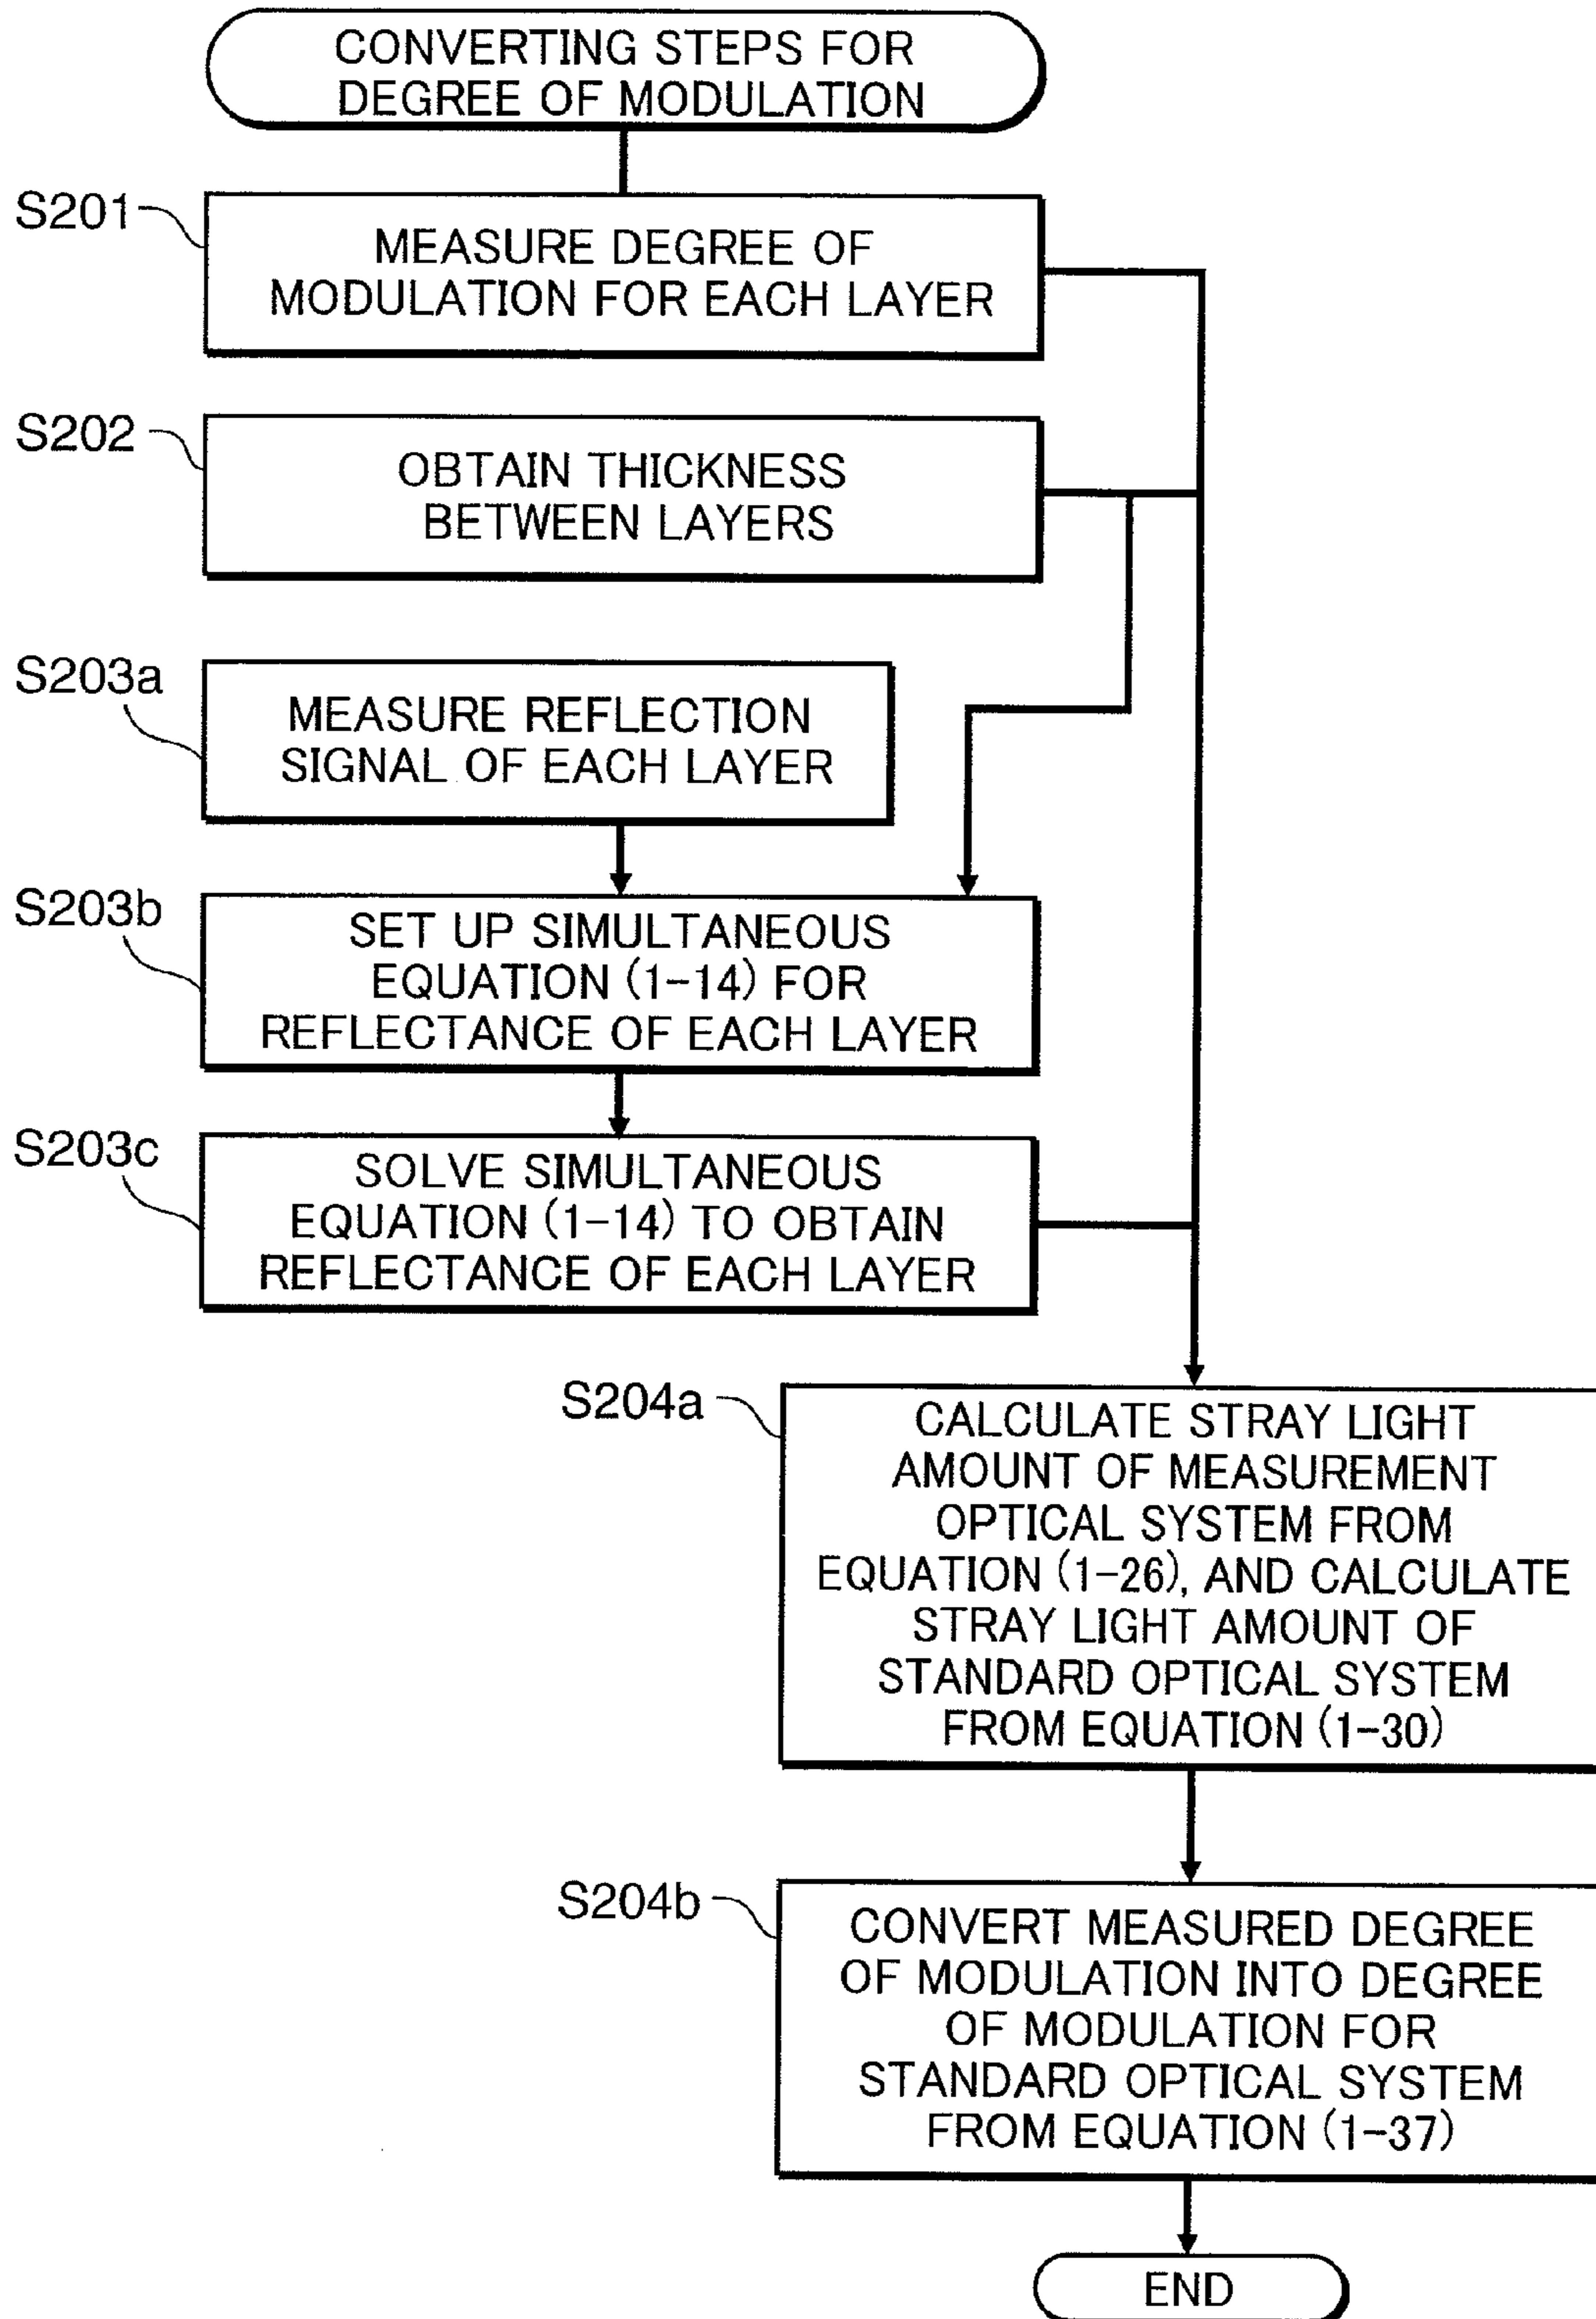 CONVERTING STEPS FOR
DEGREE OF MODULATION
S201
MEASURE DEGREE OF
MODULATION FOR EACH LAYER
S202
OBTAIN THICKNESS
BETWEEN LAYERS
S203a
MEASURE REFLECTION
SIGNAL OF EACH LAYER
S203b
SET UP SIMULTANEOUS
EQUATION (1-14) FOR
REFLECTANCE OF EACH LAYER
S203c
SOLVE SIMULTANEOUS
EQUATION (1-14) TO OBTAIN
REFLECTANCE OF EACH LAYER
S204a
CALCULATE STRAY LIGHT
AMOUNT OF MEASUREMENT
OPTICAL SYSTEM FROM
EQUATION (1-26), AND CALCULATE
STRAY LIGHT AMOUNT OF
STANDARD OPTICAL SYSTEM
FROM EQUATION (1-30)
S204b
CONVERT MEASURED DEGREE
OF MODULATION INTO DEGREE
OF MODULATION FOR
STANDARD OPTICAL SYSTEM
FROM EQUATION (1-37)
END